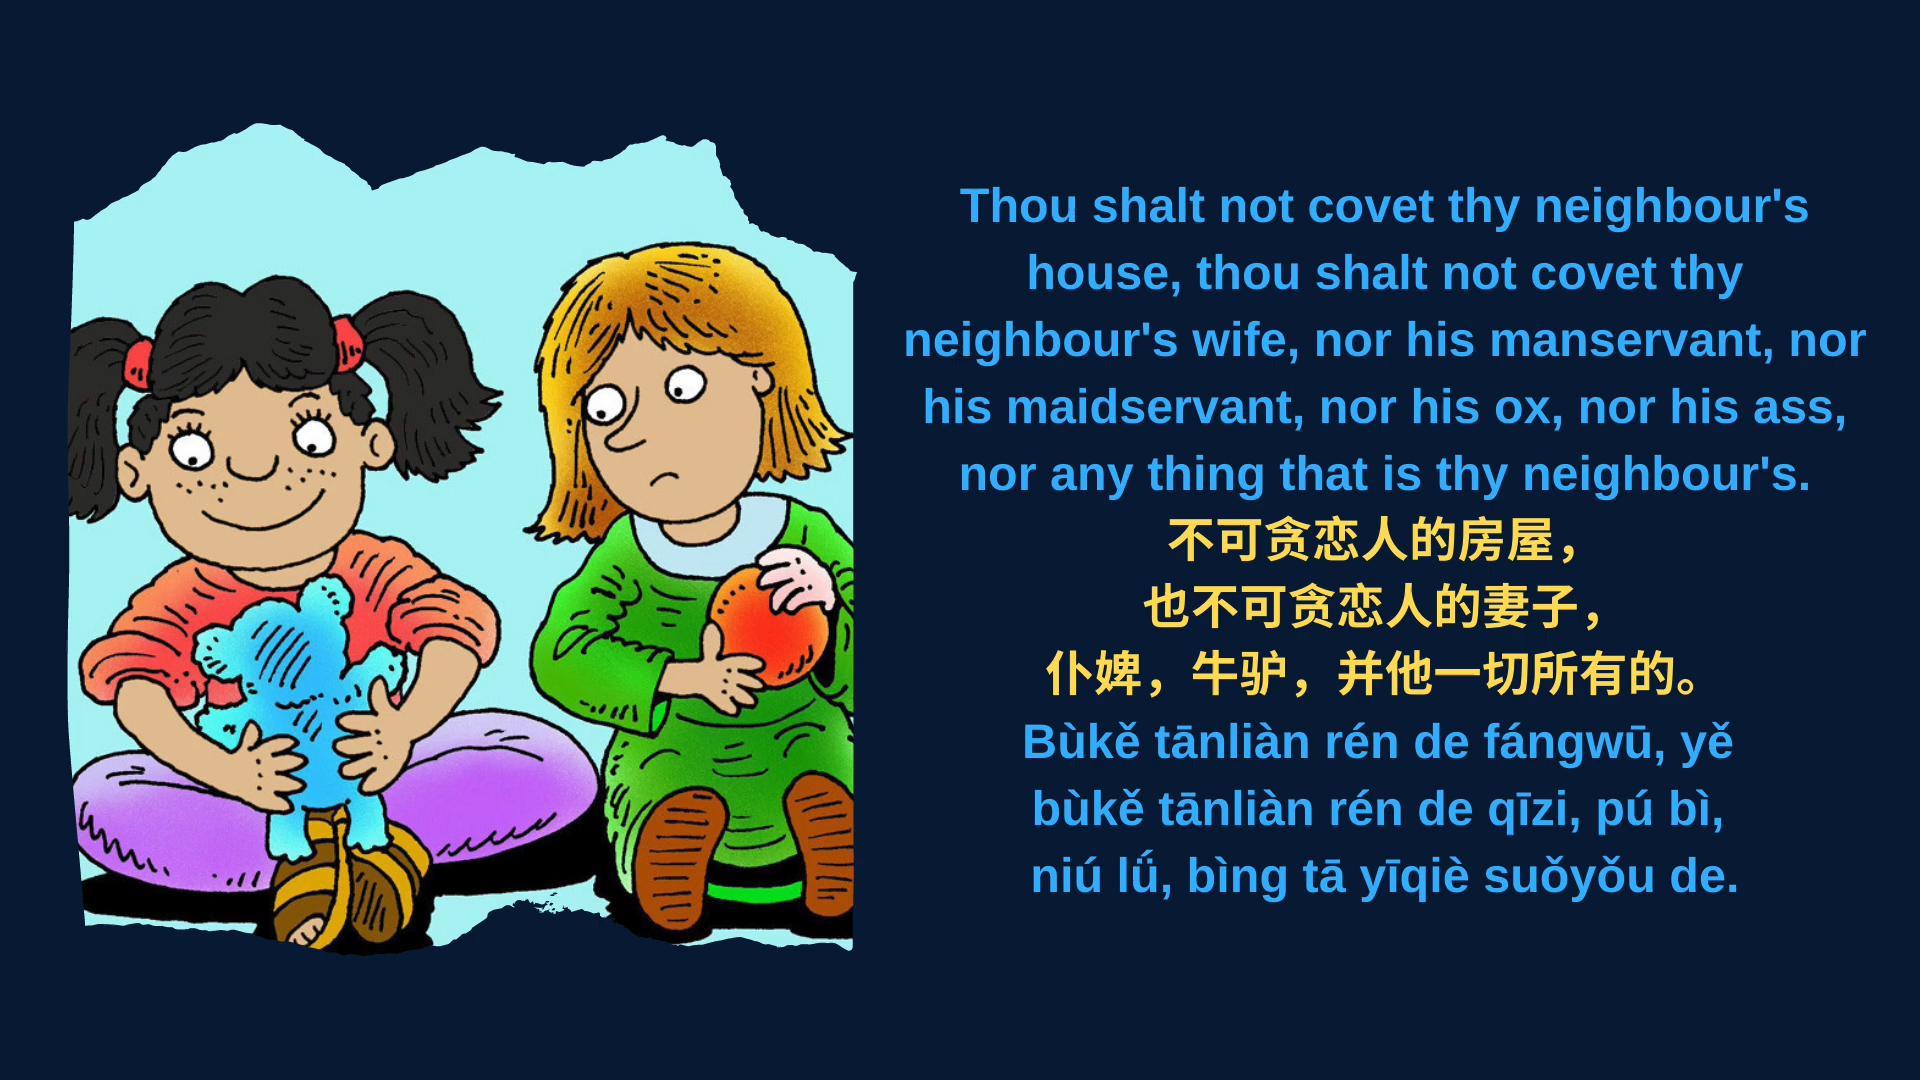 Thou shalt not covet thy neighbour's
house, thou shalt not covet thy
neighbour's wife, nor his manservant, nor
his maidservant, nor his ox, nor his ass,
nor any thing that is thy neighbour's.
不可贪恋人的房屋，
也不可贪恋人的妻子，
仆婢，牛驴，并他一切所有的。
Bùkě tānliàn rén de fángwū, yě
bùkě tānliàn rén de qīzi, pú bì,
niú lǘ, bìng tā yīqiè suǒyǒu de.